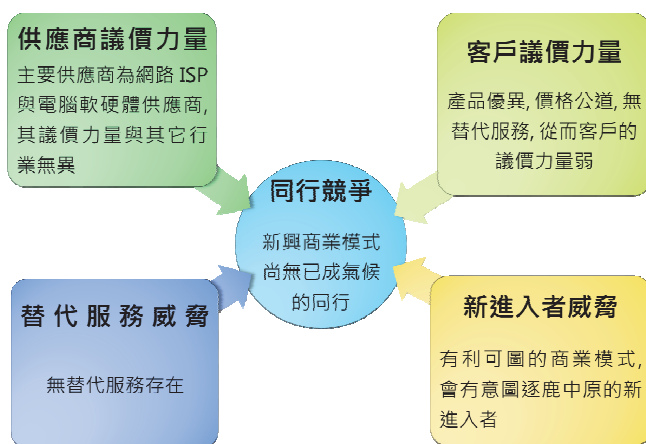 供應商議價力量
主要供應商為網路 ISP
與電腦軟硬體供應商,
其議價力量與其它行
業無異
客戶議價力量
產品優異, 價格公道, 無
替代服務, 從而客戶的
議價力量弱
同行競爭
新興商業模式
尚無已成氣候
的同行
替代服務威脅
無替代服務存在
新進入者威脅
有利可圖的商業模式,
會有意圖逐鹿中原的新
進入者